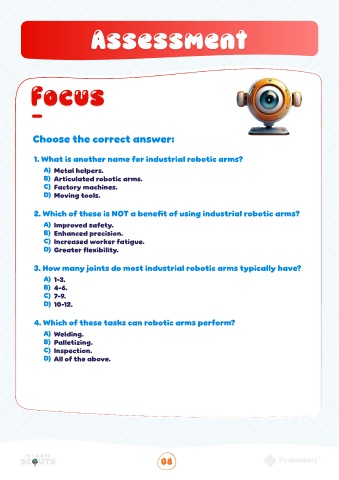 Assessment
Focus
Choose the correct answer:
1. What is another name for industrial robotic arms?
A) Metal helpers.
B) Articulated robotic arms.
C) Factory machines.
D) Moving tools.
2. Which of these is NOT a benefit of using industrial robotic arms?
A) Improved safety.
B) Enhanced precision.
C) Increased worker fatigue.
D) Greater flexibility.
3. How many joints do most industrial robotic arms typically have?
A) 1-3.
B) 4-6.
C) 7-9.
D) 10-12.
4. Which of these tasks can robotic arms perform?
A) Welding.
B) Palletizing.
C) Inspection.
D) All of the above.
SCOUTS
08